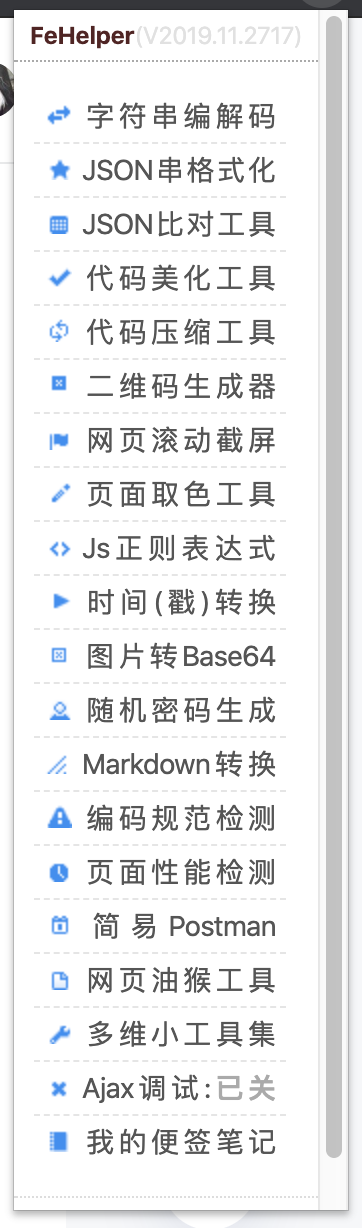 FeHelper(V2019.11.2717)
字符串编解码
JSON串格式化
JSON比对工具
代码美化工具
代码压缩工具
二维码生成器
网页滚动截屏
页面取色工具
Js正则表达式
时间(戳)转换
图片转Base64
随机密码生成
Markdown转换
编码规范检测
页面性能检测
简易Postman
网页油猴工具
多维小工具集
Ajax调试:已关
我的便签笔记